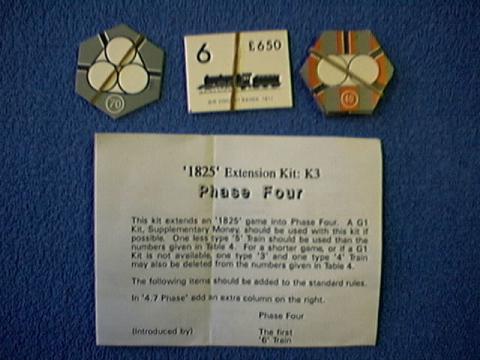 70
6
£650
45
'1825' Extension Kit: K3
Phase Four
This kit extends an '1825' game into Phase Four. A G1
Kit, Supplementary Money, should be used with this kit if
possible. One less type '5' Train should be used than the
numbers given in Table 4. For a shorter game, or if a G1
Kit is not available, one type '3' and one type '4' Train
may also be deleted from the numbers given in Table 4.
The following items should be added to the standard rules.
In '4.7 Phase' add an extra column on the right.
Phase Four
(Introduced by)
The first
'6' Train